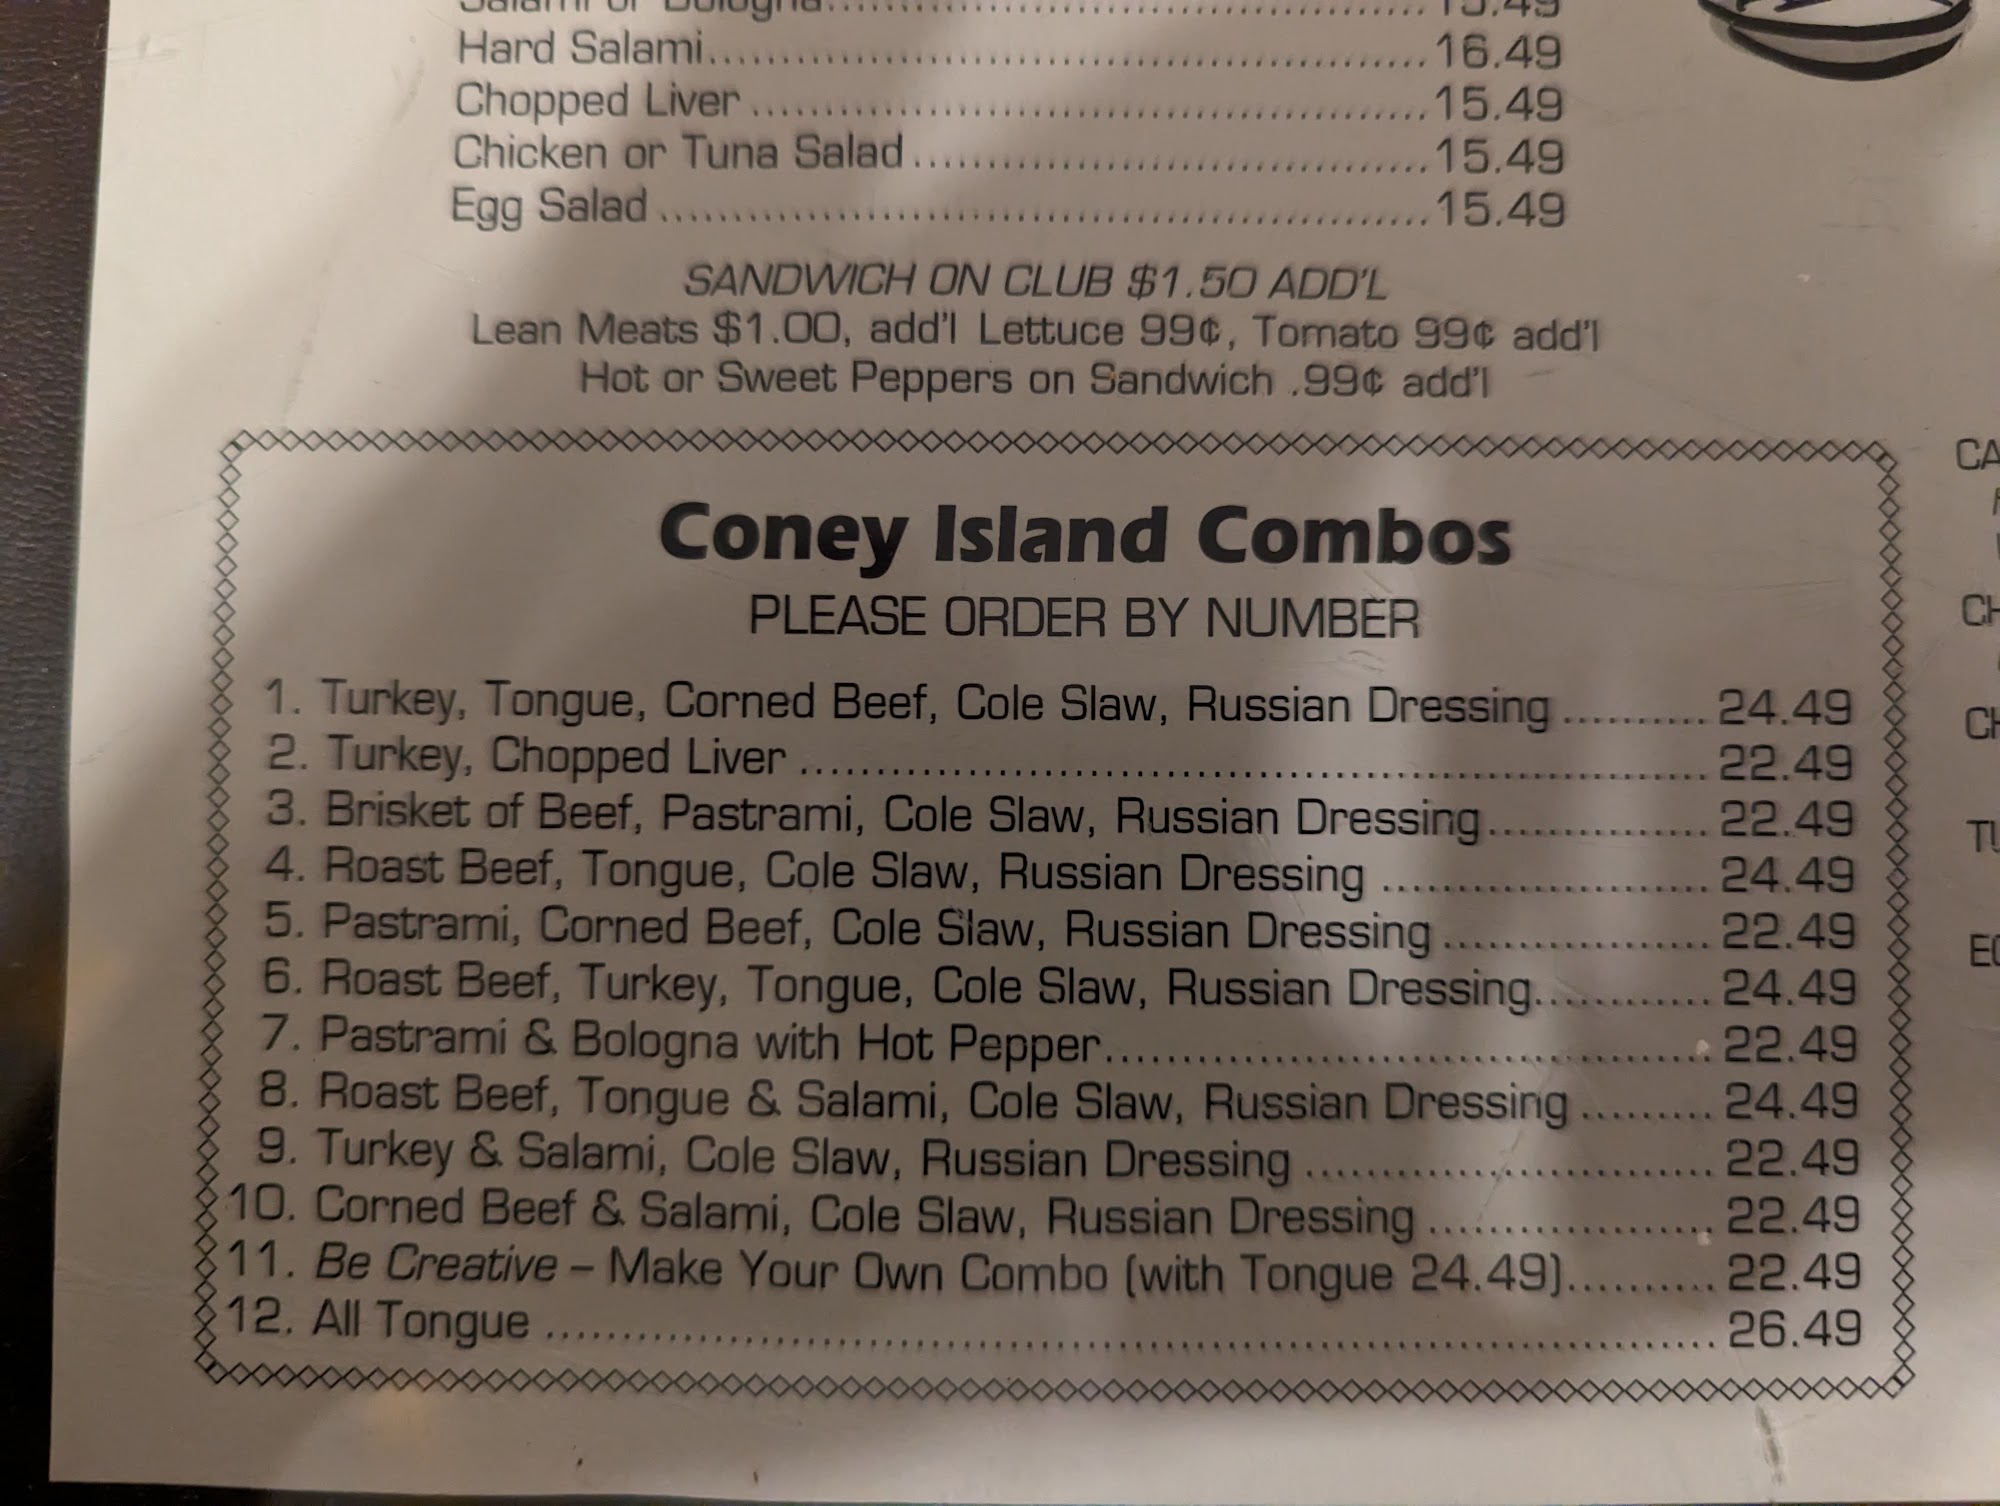 Salami or Bologna..........15.49
Hard Salami..........16.49
Chopped Liver..........15.49
Chicken or Tuna Salad..........15.49
Egg Salad..........15.49
SANDWICH ON CLUB $1.50 ADD'L
Lean Meats $1.00, add'l Lettuce 99¢, Tomato 99¢ add'l
Hot or Sweet Peppers on Sandwich .99¢ add'l
Coney Island Combos
PLEASE ORDER BY NUMBER
1. Turkey, Tongue, Corned Beef, Cole Slaw, Russian Dressing..........24.49
2. Turkey, Chopped Liver..........22.49
3. Brisket of Beef, Pastrami, Cole Slaw, Russian Dressing..........22.49
4. Roast Beef, Tongue, Cole Slaw, Russian Dressing..........24.49
5. Pastrami, Corned Beef, Cole Slaw, Russian Dressing..........22.49
6. Roast Beef, Turkey, Tongue, Cole Slaw, Russian Dressing..........24.49
7. Pastrami & Bologna with Hot Pepper..........22.49
8. Roast Beef, Tongue & Salami, Cole Slaw, Russian Dressing..........24.49
9. Turkey & Salami, Cole Slaw, Russian Dressing..........22.49
10. Corned Beef & Salami, Cole Slaw, Russian Dressing..........22.49
11. Be Creative – Make Your Own Combo (with Tongue 24.49)..........22.49
12. All Tongue..........26.49